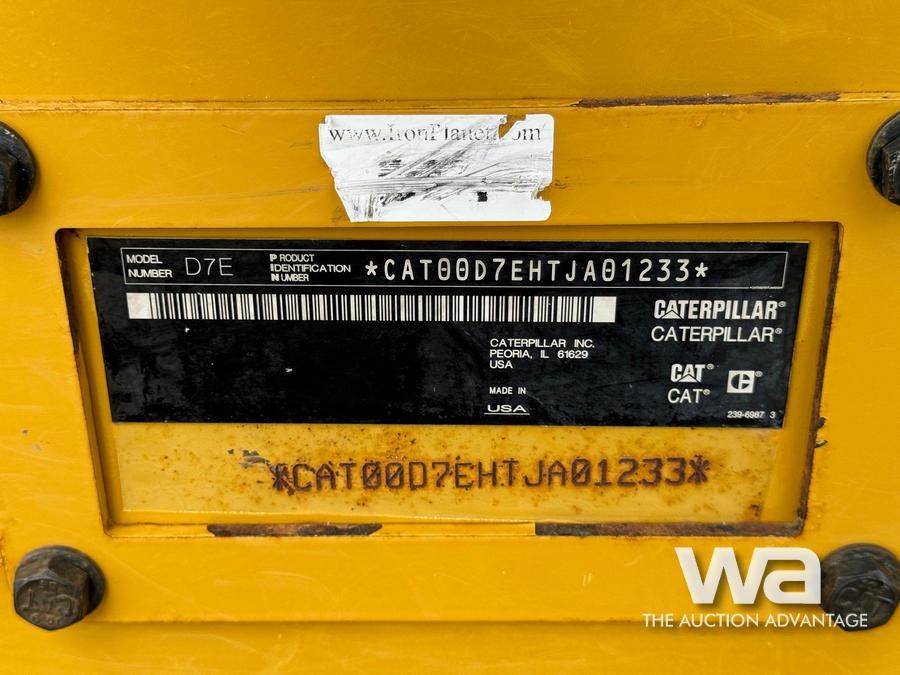 www.IronPlanet.com
MODEL NUMBER D7E PRODUCT IDENTIFICATION NUMBER *CAT00D7EHTJA01233*
CATERPILLAR®
CATERPILLAR®
CATERPILLAR INC.
PEORIA, IL 61629
USA
CAT®
MADE IN
CAT®
USA
239-6987 3
*CAT00D7EHTJA01233*
wa
THE AUCTION ADVANTAGE